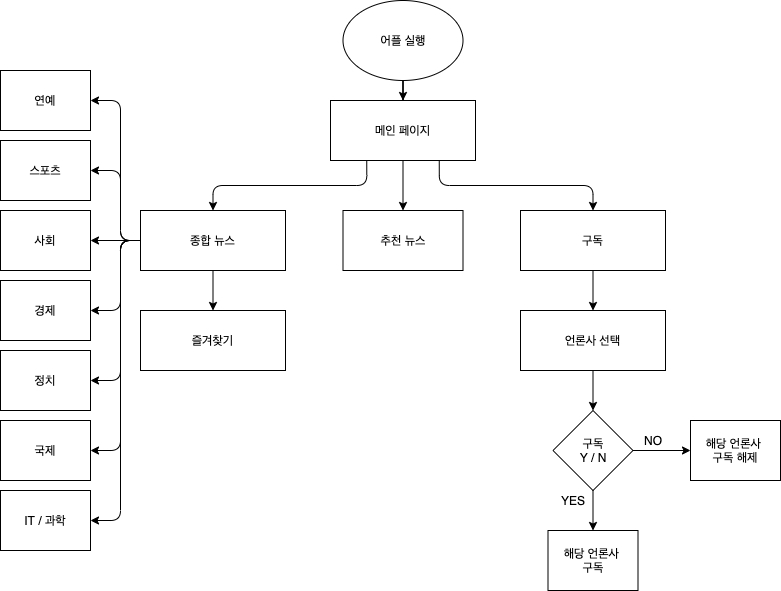 어플 실행
메인 페이지
종합 뉴스
추천 뉴스
구독
연예
스포츠
사회
경제
정치
국제
IT / 과학
즐겨찾기
언론사 선택
구독
Y / N
NO
해당 언론사
구독 해제
YES
해당 언론사
구독